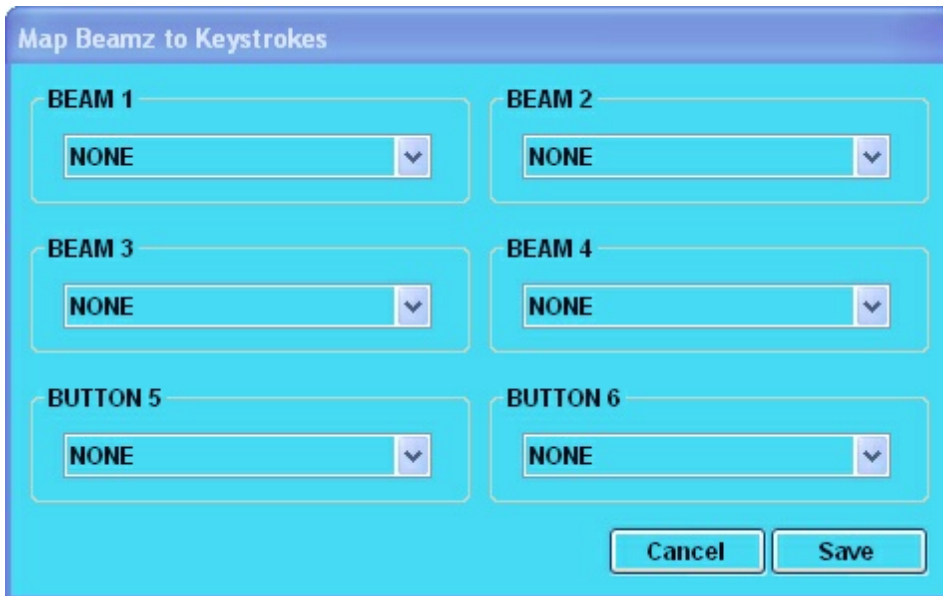 Map Beamz to Keystrokes
BEAM 1
NONE
BEAM 2
NONE
BEAM 3
NONE
BEAM 4
NONE
BUTTON 5
NONE
BUTTON 6
NONE
Cancel
Save